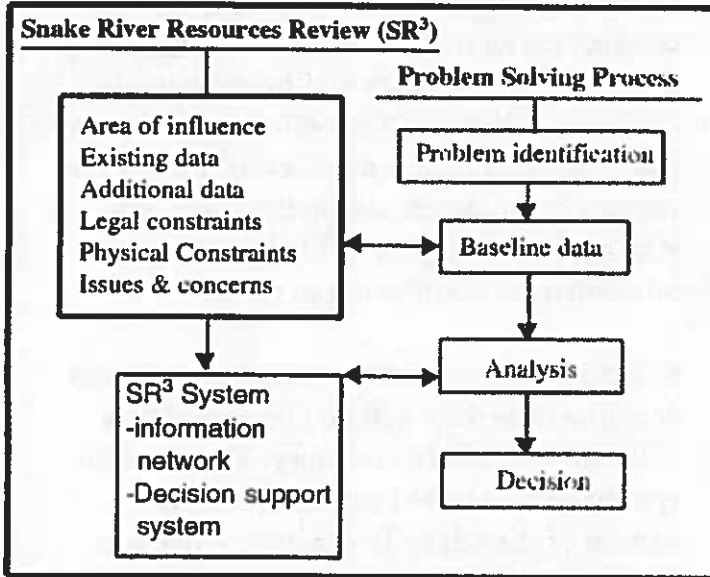 Snake River Resources Review (SR³)
Problem Solving Process
Area of influence
Existing data
Additional data
Legal constraints
Physical Constraints
Issues & concerns
Problem identification
Baseline data
Analysis
Decision
SR³ System
-information
network
-Decision support
system